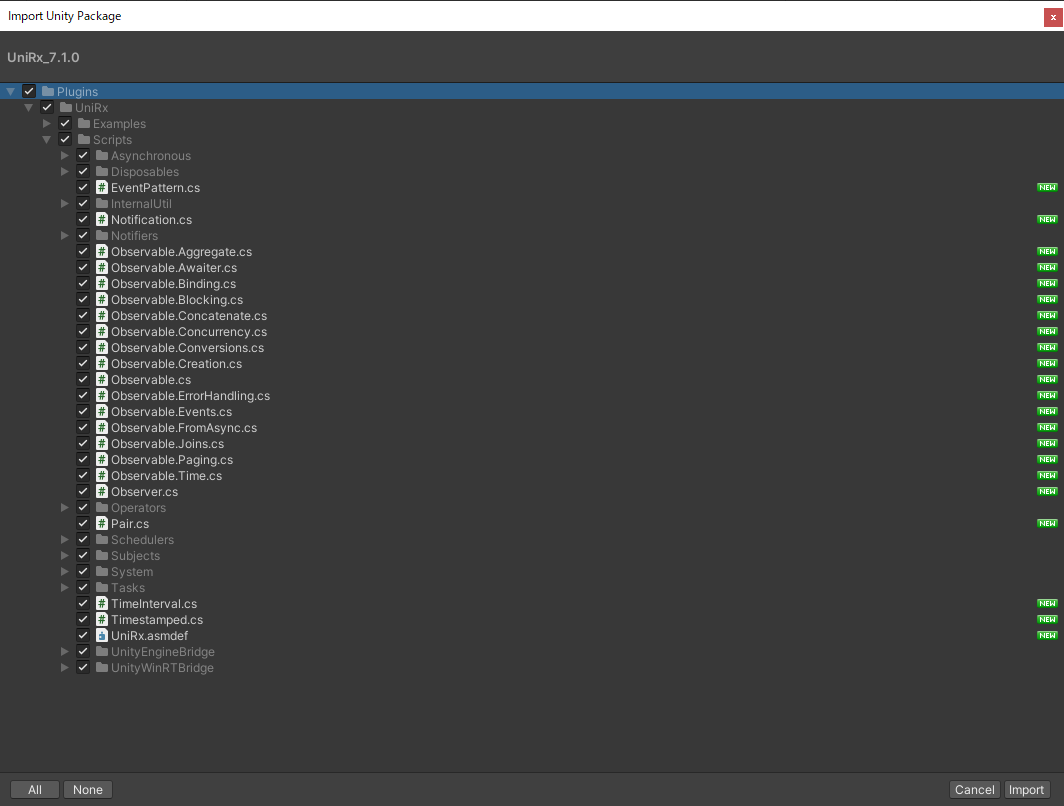 Import Unity Package
x
UniRx_7.1.0
Plugins
UniRx
Examples
Scripts
Asynchronous
Disposables
EventPattern.cs NEW
InternalUtil
Notification.cs NEW
Notifiers
Observable.Aggregate.cs NEW
Observable.Awaiter.cs NEW
Observable.Binding.cs NEW
Observable.Blocking.cs NEW
Observable.Concatenate.cs NEW
Observable.Concurrency.cs NEW
Observable.Conversions.cs NEW
Observable.Creation.cs NEW
Observable.cs NEW
Observable.ErrorHandling.cs NEW
Observable.Events.cs NEW
Observable.FromAsync.cs NEW
Observable.Joins.cs NEW
Observable.Paging.cs NEW
Observable.Time.cs NEW
Observer.cs NEW
Operators
Pair.cs NEW
Schedulers
Subjects
System
Tasks
TimeInterval.cs NEW
Timestamped.cs NEW
UniRx.asmdef NEW
UnityEngineBridge
UnityWinRTBridge
All None Cancel Import